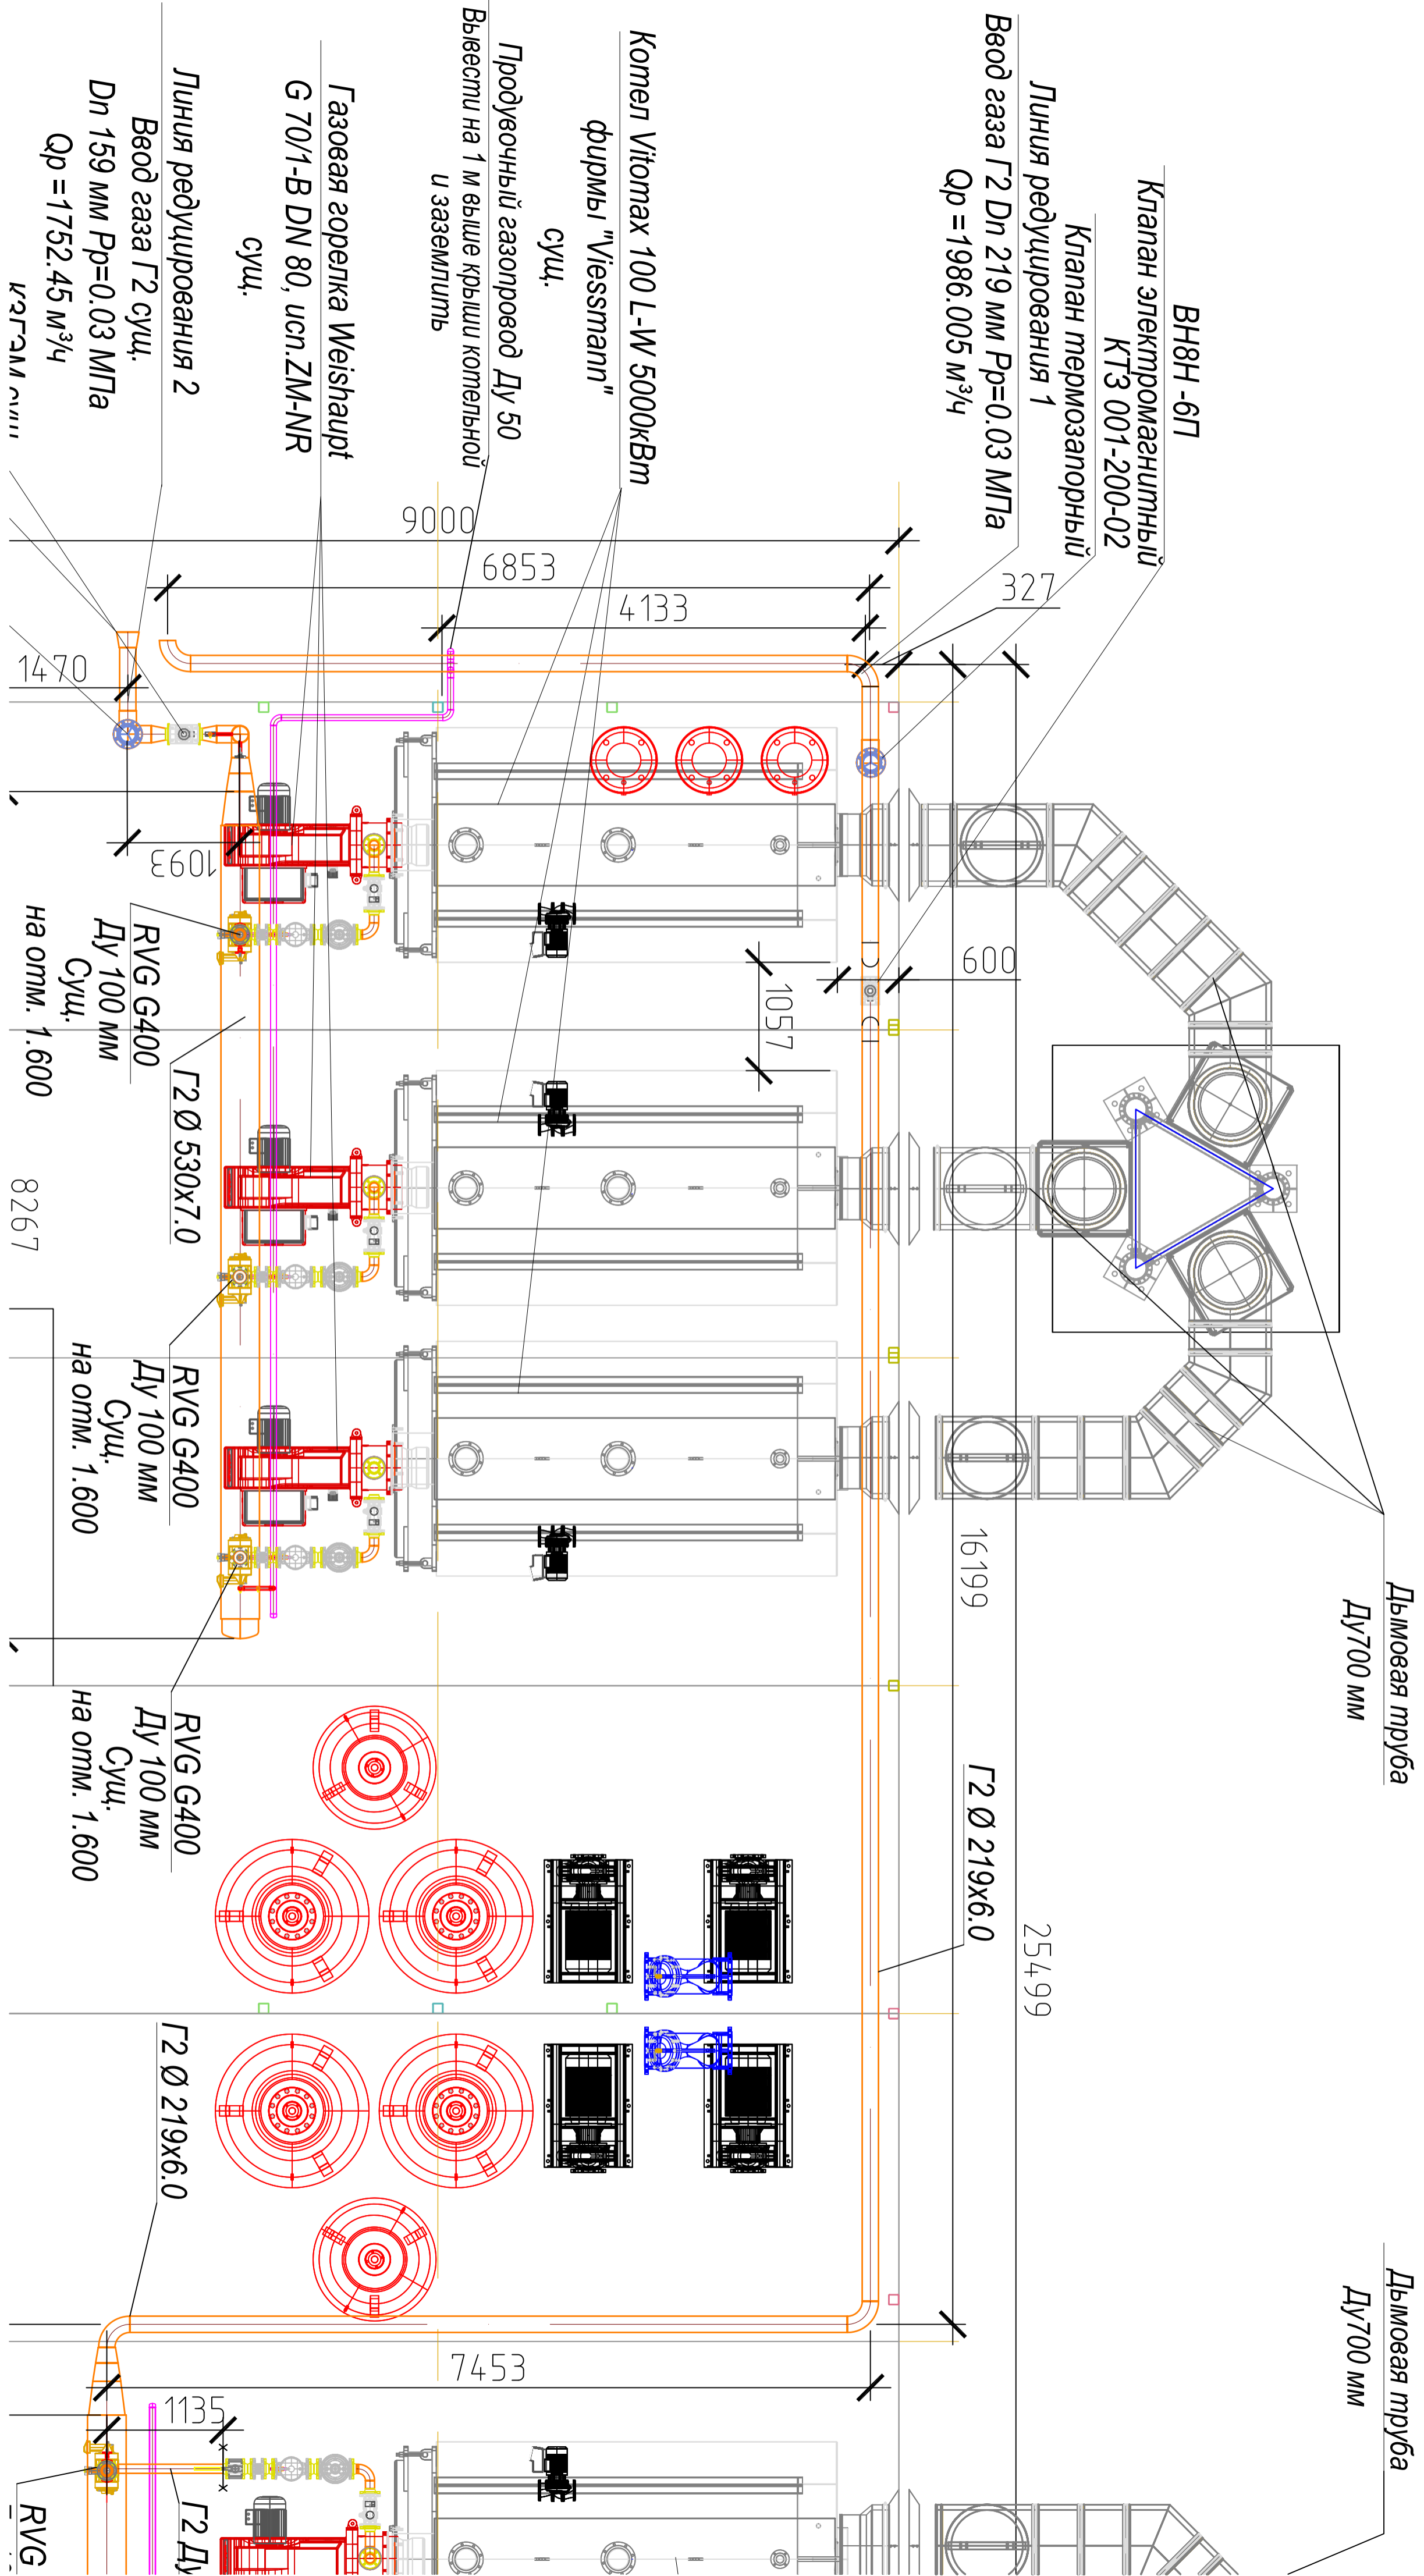 ВН8Н -6П
Клапан электромагнитный
КТЗ 001-200-02
Клапан термозапорный
Линия редуцирования 1
Ввод газа Г2 Dn 219 мм Рр=0.03 МПа
Qр =1986.005 м³/ч
Котел Vitomax 100 L-W 5000кВт
фирмы "Viessmann"
сущ.
Продувочный газопровод Ду 50
Вывести на 1 м выше крыши котельной
и заземлить
Газовая горелка Weishaupt
G 70/1-B DN 80, исп.ZM-NR
сущ.
Линия редуцирования 2
Ввод газа Г2 сущ.
Dn 159 мм Рр=0.03 МПа
Qр =1752.45 м³/ч
9000
6853
4133
327
1470
1093
600
1057
RVG G400
Ду 100 мм
Сущ.
на отм. 1.600
Г2 Ø 530х7.0
8267
RVG G400
Ду 100 мм
Сущ.
на отм. 1.600
16199
Дымовая труба
Ду700 мм
RVG G400
Ду 100 мм
Сущ.
на отм. 1.600
Г2 Ø 219х6.0
25499
Г2 Ø 219х6.0
7453
1135
Дымовая труба
Ду700 мм
Г2 Ду
RVG